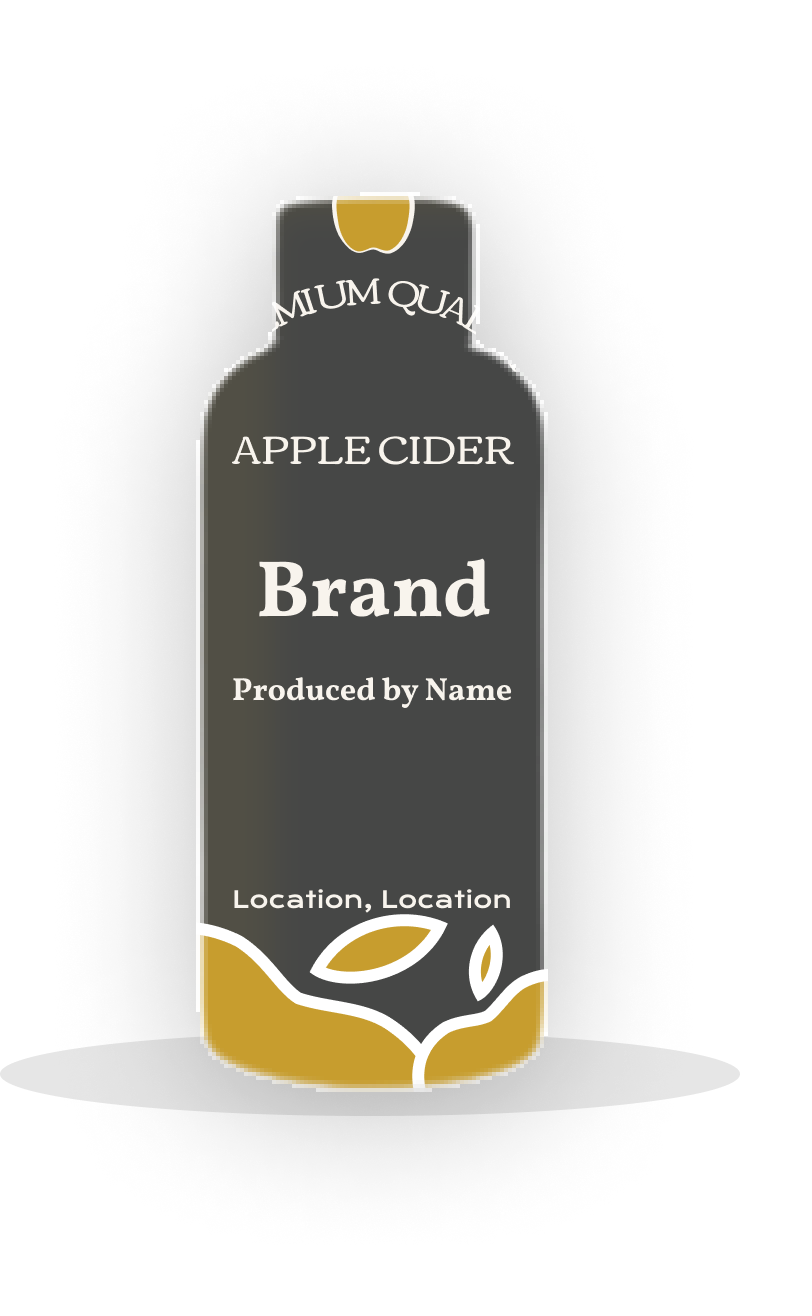 MIUM QUAL
APPLE CIDER
Brand
Produced by Name
Location, Location